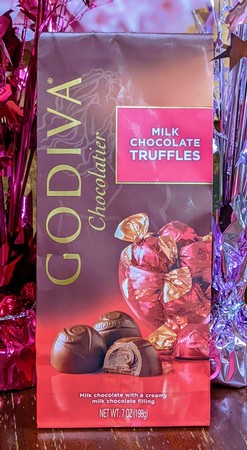 GODIVA®
Chocolatier
MILK
CHOCOLATE
TRUFFLES
Milk chocolate with a creamy
milk chocolate filling
NET WT. 7 OZ (198g)